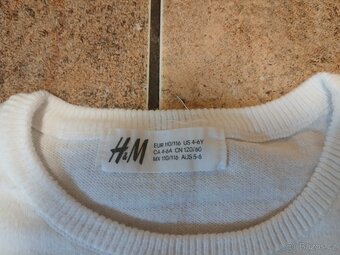 H&M
EUR 110/116 US 4-6Y
CA 4-6A CN 120/60
MX 110/116 AUS 5-6